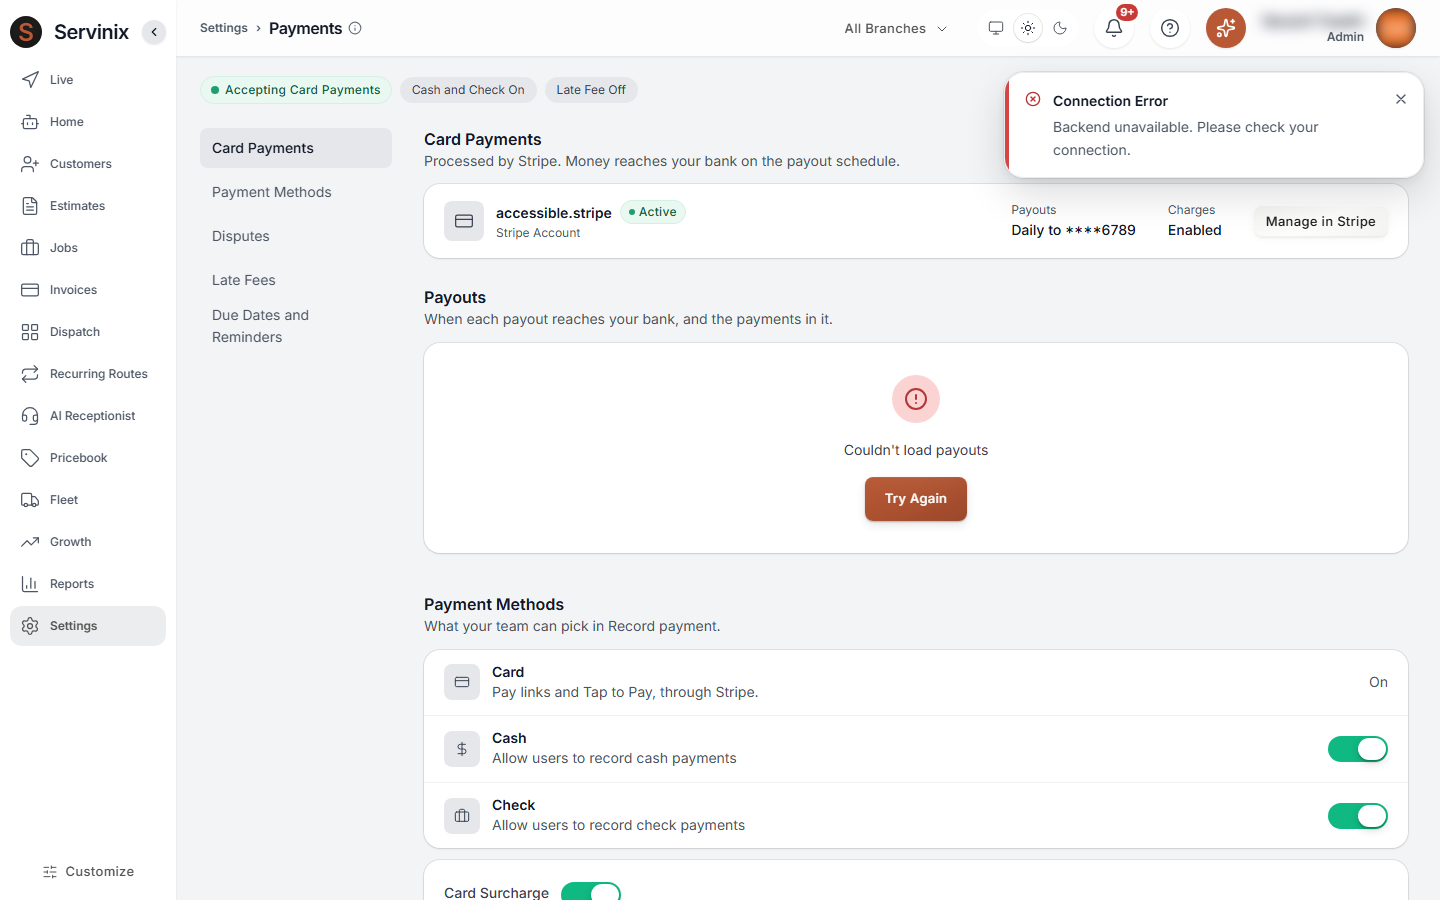 Servinix
Live
Home
Customers
Estimates
Jobs
Invoices
Dispatch
Recurring Routes
AI Receptionist
Pricebook
Fleet
Growth
Reports
Settings
Customize
Settings › Payments
All Branches
9+
Admin
Accepting Card Payments
Cash and Check On
Late Fee Off
Connection Error
Backend unavailable. Please check your
connection.
Card Payments
Payment Methods
Disputes
Late Fees
Due Dates and
Reminders
Card Payments
Processed by Stripe. Money reaches your bank on the payout schedule.
accessible.stripe Active
Stripe Account
Payouts
Daily to ****6789
Charges
Enabled
Manage in Stripe
Payouts
When each payout reaches your bank, and the payments in it.
Couldn't load payouts
Try Again
Payment Methods
What your team can pick in Record payment.
Card
Pay links and Tap to Pay, through Stripe.
On
Cash
Allow users to record cash payments
Check
Allow users to record check payments
Card Surcharge